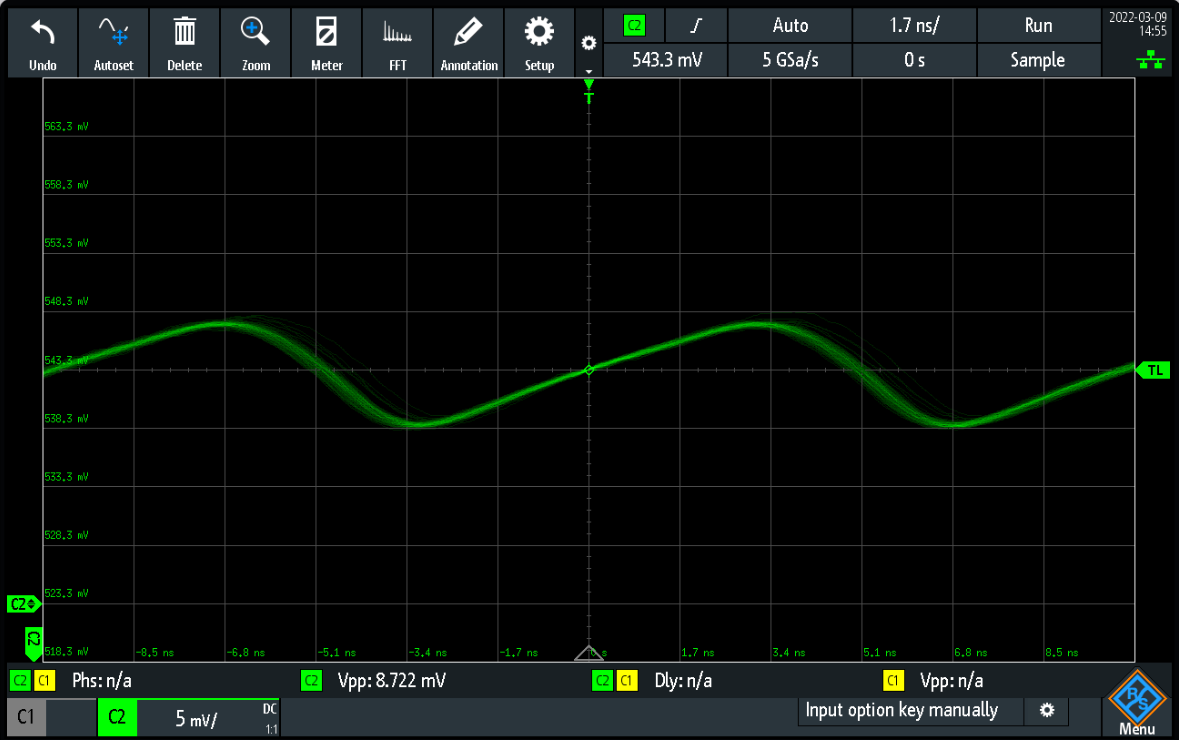 Undo Autoset Delete Zoom Meter FFT Annotation Setup
C2 Auto 1.7 ns/ Run
543.3 mV 5 GSa/s 0 s Sample
2022-03-09
14:55
T
563.3 mV
558.3 mV
553.3 mV
548.3 mV
543.3 mV
TL
538.3 mV
533.3 mV
528.3 mV
523.3 mV
C2
C2
518.3 mV -8.5 ns -6.8 ns -5.1 ns -3.4 ns -1.7 ns 0 s 1.7 ns 3.4 ns 5.1 ns 6.8 ns 8.5 ns
C2 C1 Phs: n/a C2 Vpp: 8.722 mV C2 C1 Dly: n/a C1 Vpp: n/a
C1 C2 5 mV/ DC
1:1
Input option key manually
R S
Menu